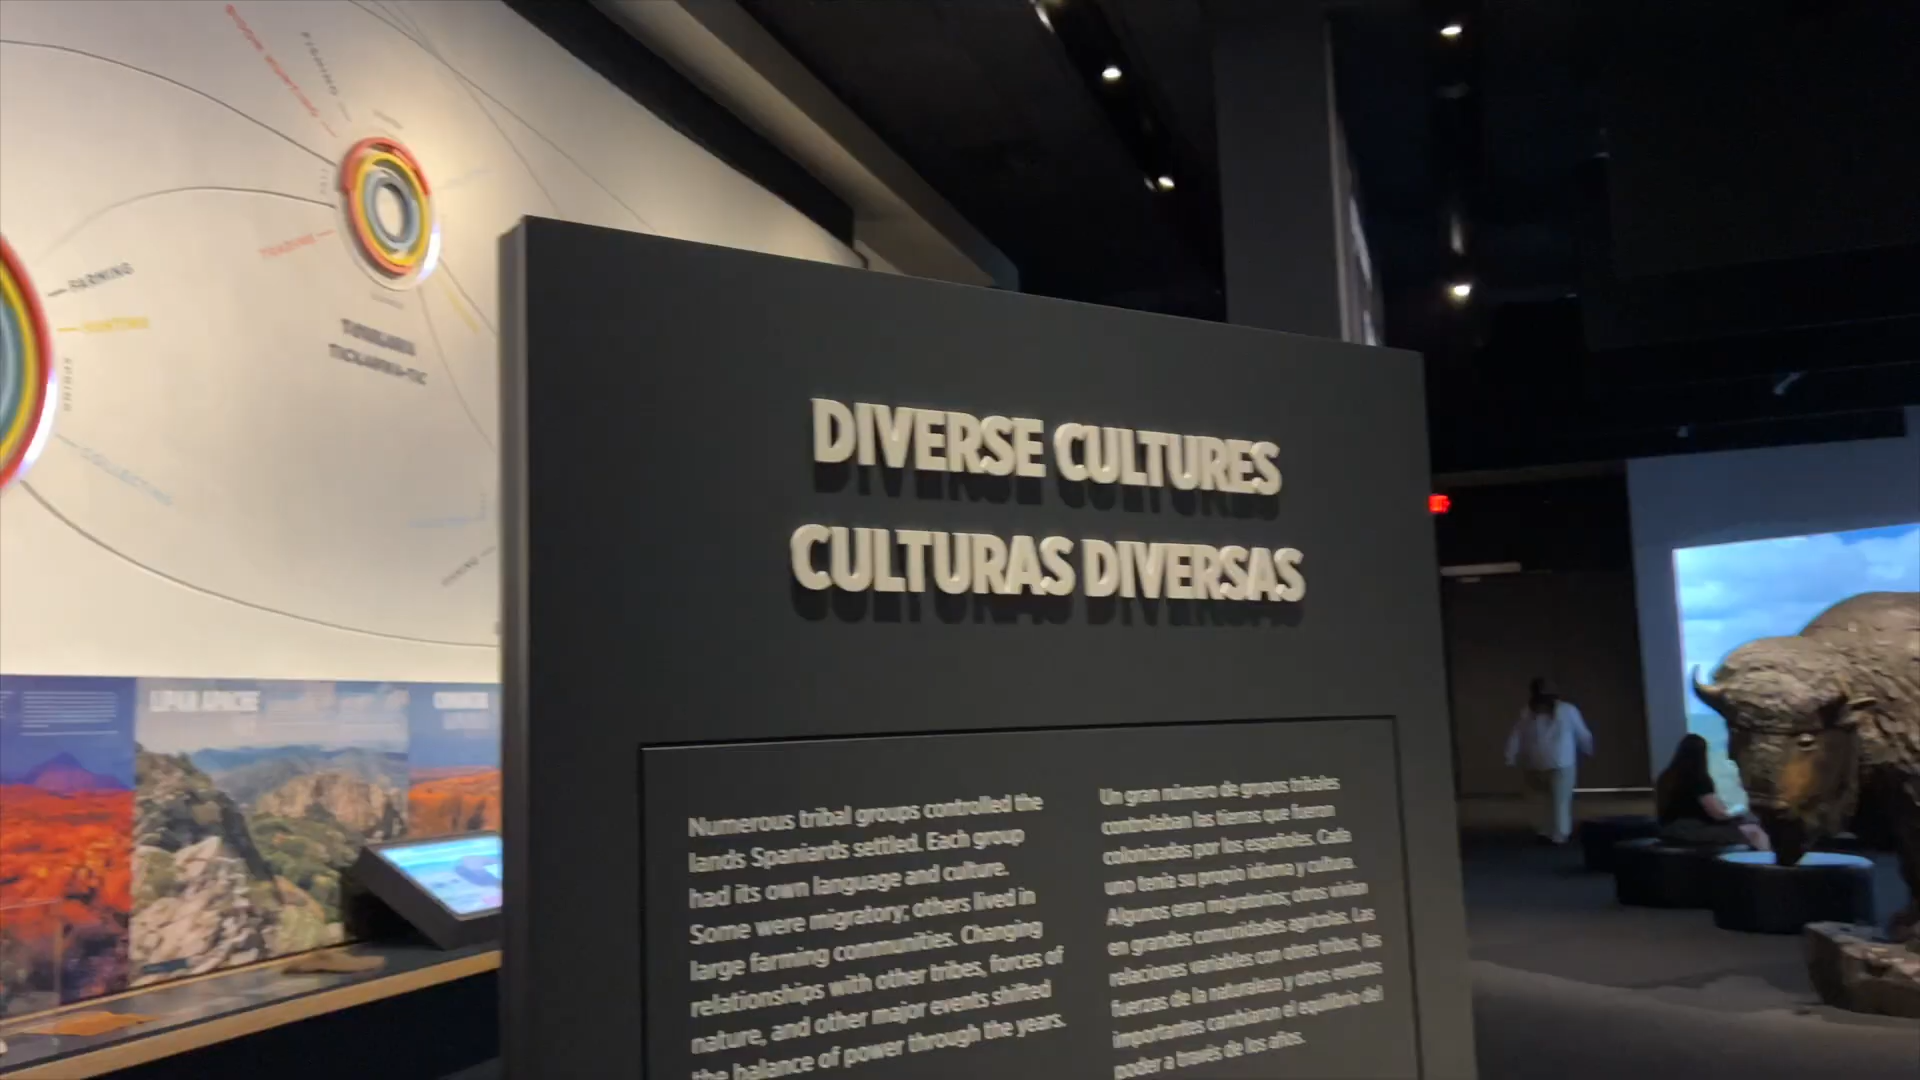 FISHING
TRADING
FARMING
HUNTING
COLLECTING
TONKAWA
TICKANWA-TIC
LIPAN APACHE
DIVERSE CULTURES
CULTURAS DIVERSAS
Numerous tribal groups controlled the
lands Spaniards settled. Each group
had its own language and culture.
Some were migratory; others lived in
large farming communities. Changing
relationships with other tribes, forces of
nature, and other major events shifted
the balance of power through the years.
Un gran número de grupos tribales
controlaban las tierras que fueron
colonizadas por los españoles. Cada
uno tenía su propio idioma y cultura.
Algunos eran migratorios; otros vivían
en grandes comunidades agrícolas. Las
relaciones variables con otras tribus, las
fuerzas de la naturaleza y otros eventos
importantes cambiaron el equilibrio del
poder a través de los años.